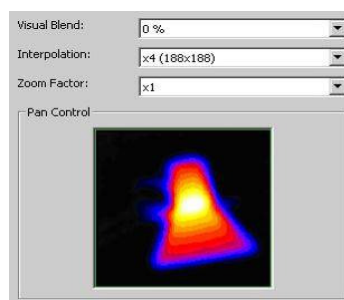 Visual Blend: 0 %
Interpolation: x4 (188x188)
Zoom Factor: x1
Pan Control